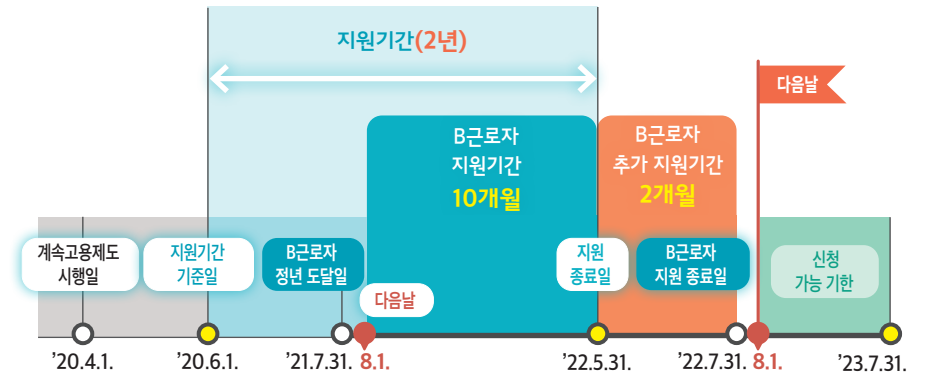 지원기간(2년)
다음날
B근로자
지원기간
10개월
B근로자
추가 지원기간
2개월
계속고용제도
시행일
지원기간
기준일
B근로자
정년 도달일
다음날
지원
종료일
B근로자
지원 종료일
신청
가능 기한
'20.4.1.
'20.6.1.
'21.7.31. 8.1.
'22.5.31.
'22.7.31. 8.1.
'23.7.31.